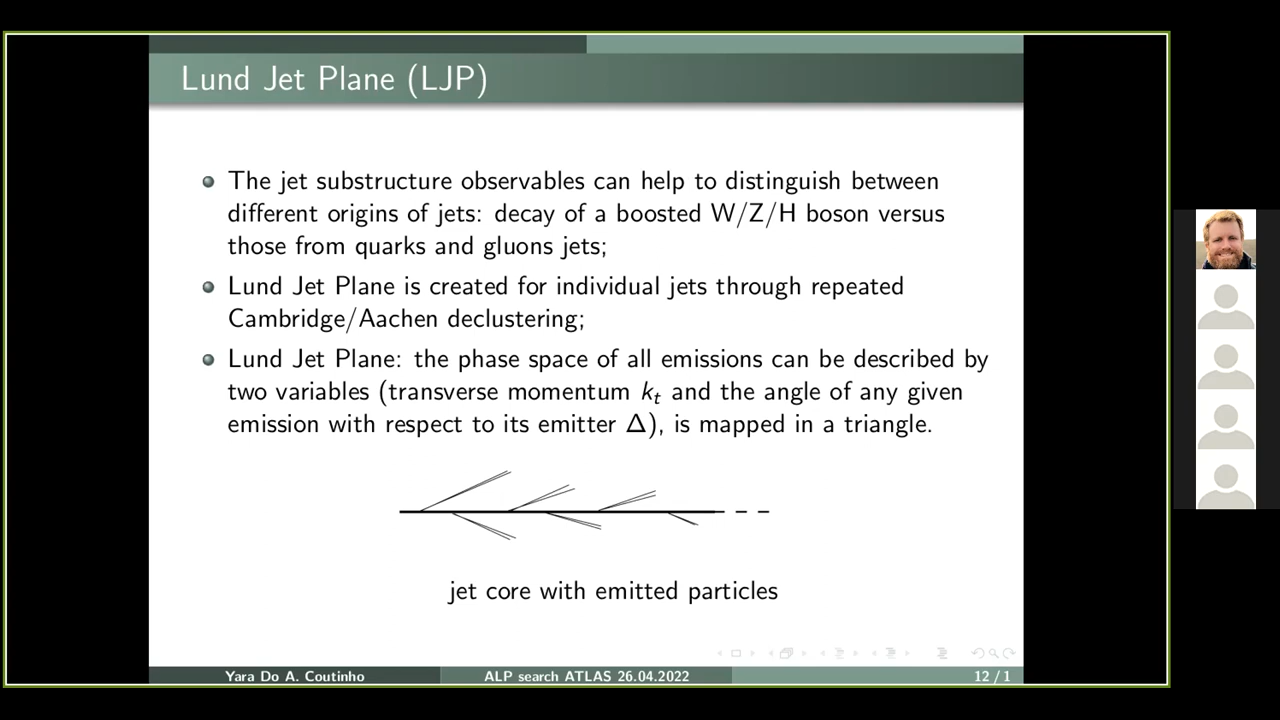 Lund Jet Plane (LJP)
The jet substructure observables can help to distinguish between
different origins of jets: decay of a boosted W/Z/H boson versus
those from quarks and gluons jets;
Lund Jet Plane is created for individual jets through repeated
Cambridge/Aachen declustering;
Lund Jet Plane: the phase space of all emissions can be described by
two variables (transverse momentum kₜ and the angle of any given
emission with respect to its emitter Δ), is mapped in a triangle.
jet core with emitted particles
Yara Do A. Coutinho
ALP search ATLAS 26.04.2022
12 / 1